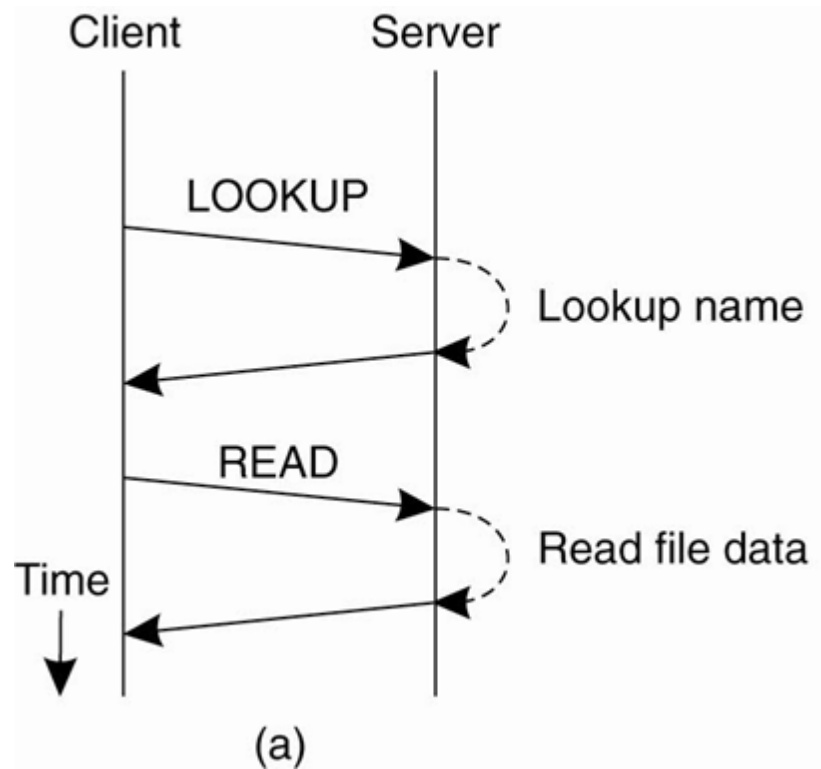 Client Server
LOOKUP
Lookup name
READ
Read file data
Time
(a)